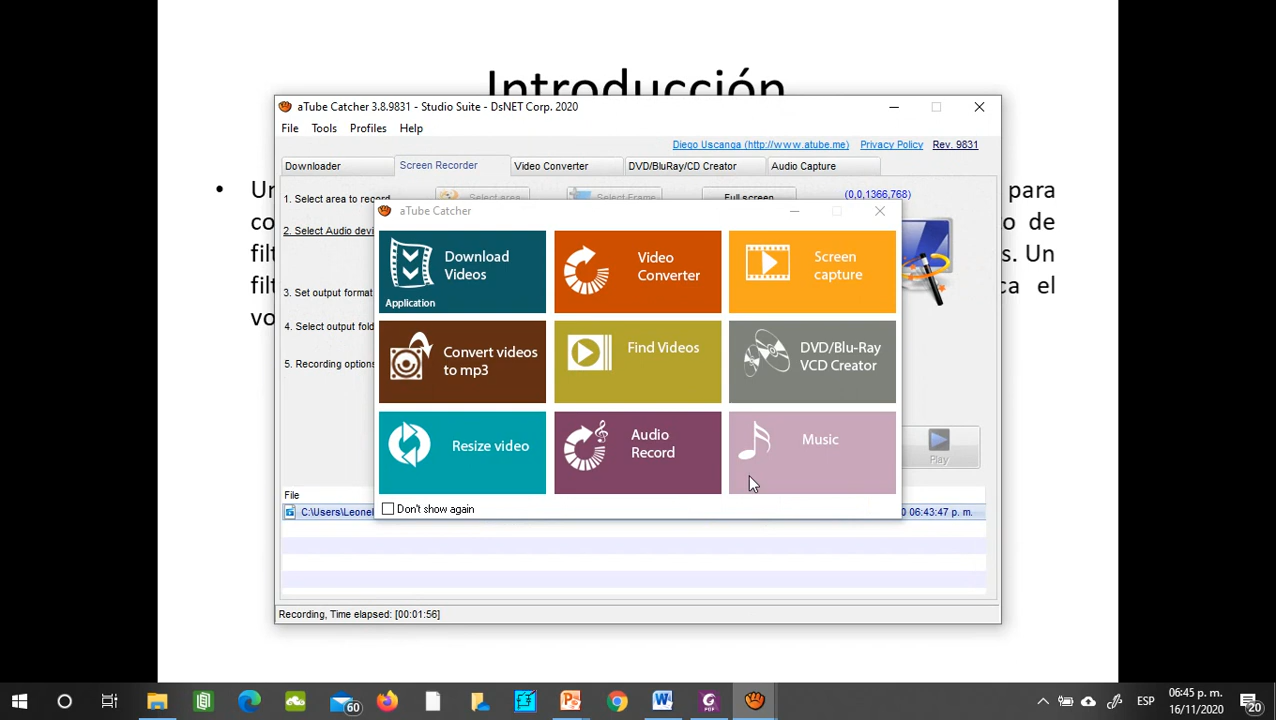 Introducción
aTube Catcher 3.8.9831 - Studio Suite - DsNET Corp. 2020
File Tools Profiles Help
Diego Uscanga (http://www.atube.me) Privacy Policy Rev. 9831
Downloader Screen Recorder Video Converter DVD/BluRay/CD Creator Audio Capture
• Un para
1. Select area to record Select area Select Frame Full screen (0,0,1366,768)
aTube Catcher
co o de
2. Select Audio devi
filt s. Un
filt ca el
vo
3. Set output format
4. Select output fold
5. Recording options
Download
Videos
Application
Video
Converter
Screen
capture
Convert videos
to mp3
Find Videos
DVD/Blu-Ray
VCD Creator
Resize video
Audio
Record
Music
Play
File
Don't show again
C:\Users\Leonel 0 06:43:47 p. m.
Recording, Time elapsed: [00:01:56]
60
ESP
06:45 p. m.
16/11/2020
20